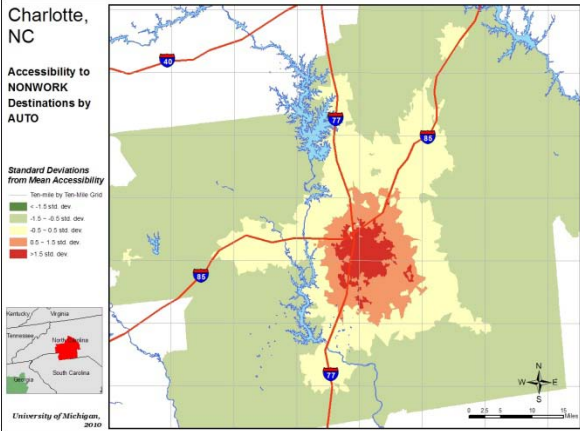 Charlotte,
NC
Accessibility to
NONWORK
Destinations by
AUTO
Standard Deviations
from Mean Accessibility
Ten-mile by Ten-Mile Grid
< -1.5 std. dev.
-1.5 - -0.5 std. dev.
-0.5 - 0.5 std. dev.
0.5 - 1.5 std. dev.
>1.5 std. dev.
40
77
85
85
77
Kentucky
Virginia
Tennessee
North Carolina
South Carolina
Georgia
University of Michigan,
2010
N
W
E
S
0 2.5 5 10 15
Miles